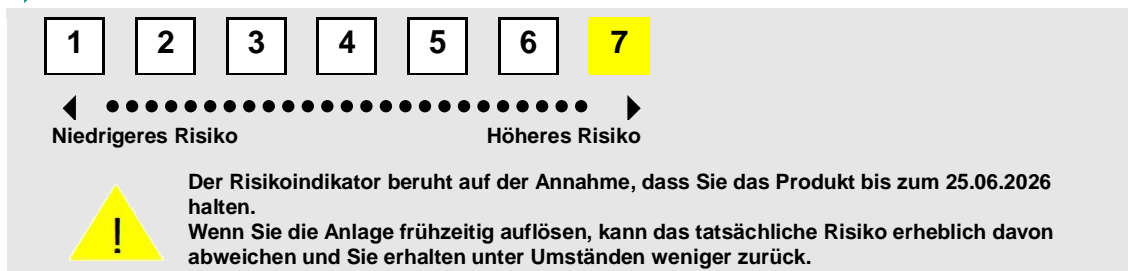 1 2 3 4 5 6 7
Niedrigeres Risiko Höheres Risiko
Der Risikoindikator beruht auf der Annahme, dass Sie das Produkt bis zum 25.06.2026
halten.
Wenn Sie die Anlage frühzeitig auflösen, kann das tatsächliche Risiko erheblich davon
abweichen und Sie erhalten unter Umständen weniger zurück.
!